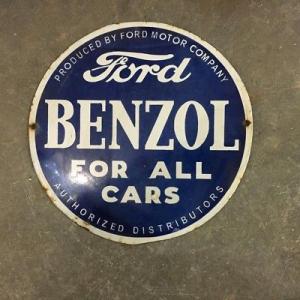 PRODUCED BY FORD MOTOR COMPANY
Ford
BENZOL
FOR ALL
CARS
AUTHORIZED DISTRIBUTORS